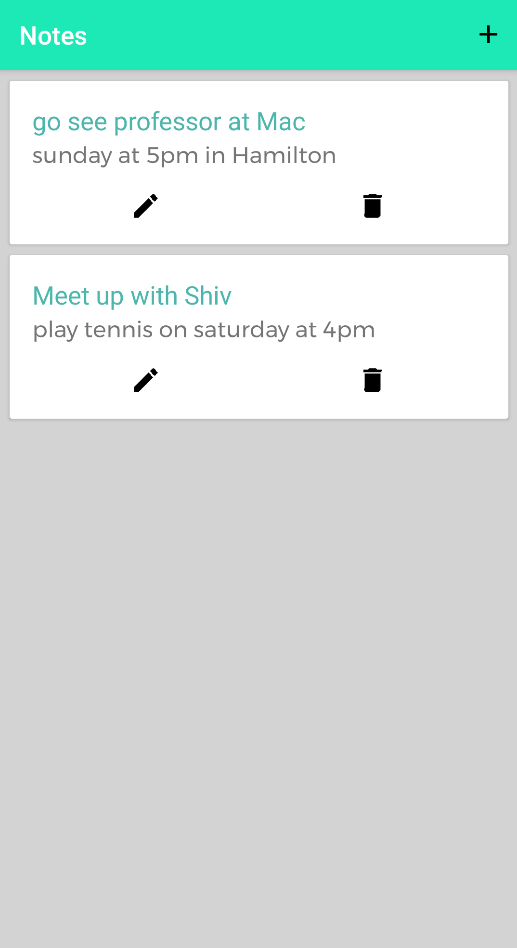 Notes
go see professor at Mac
sunday at 5pm in Hamilton
Meet up with Shiv
play tennis on saturday at 4pm